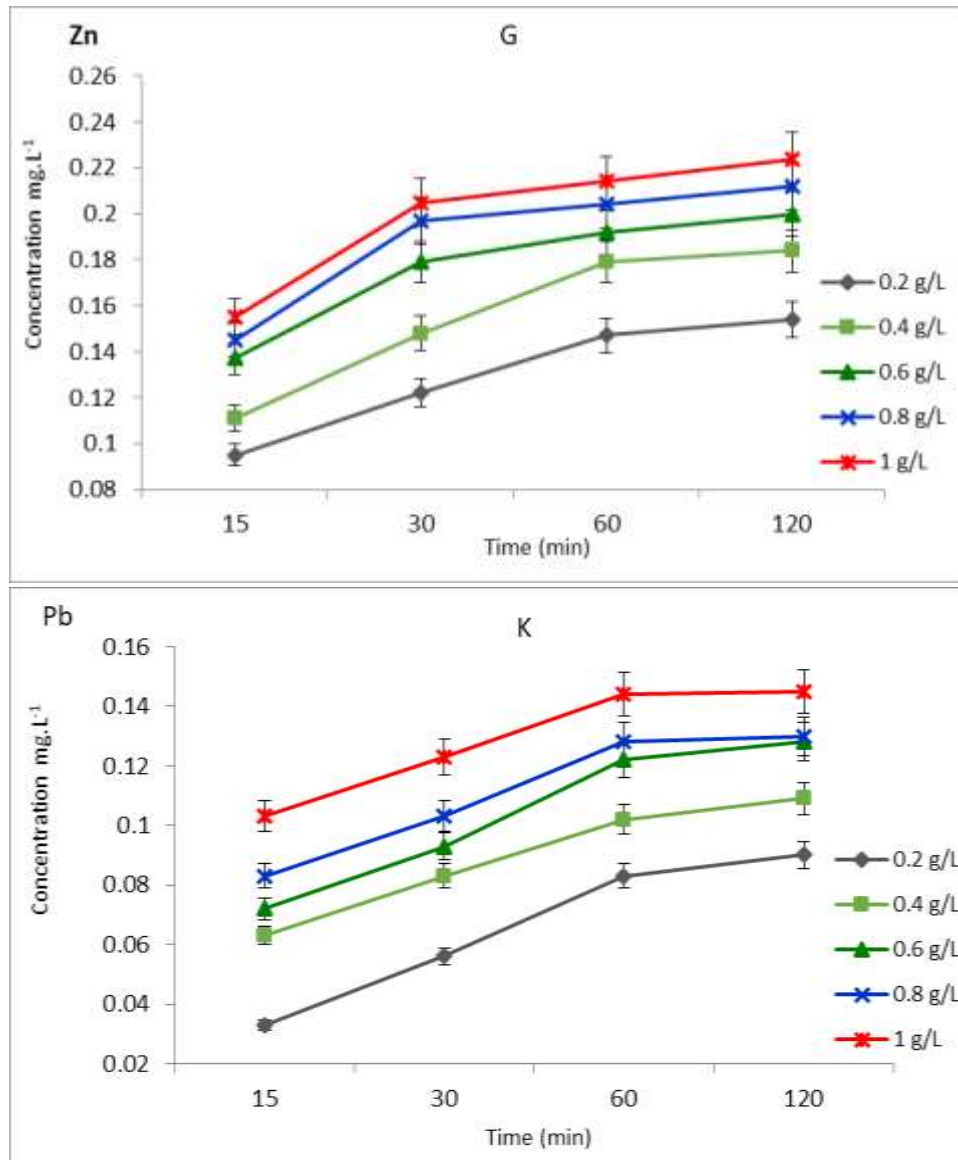 Zn G
0.26
0.24
0.22
0.2
0.18
0.16
0.14
0.12
0.1
0.08
Concentration mg.L⁻¹
15 30 60 120
Time (min)
0.2 g/L
0.4 g/L
0.6 g/L
0.8 g/L
1 g/L
Pb K
0.16
0.14
0.12
0.1
0.08
0.06
0.04
0.02
Concentration mg.L⁻¹
15 30 60 120
Time (min)
0.2 g/L
0.4 g/L
0.6 g/L
0.8 g/L
1 g/L